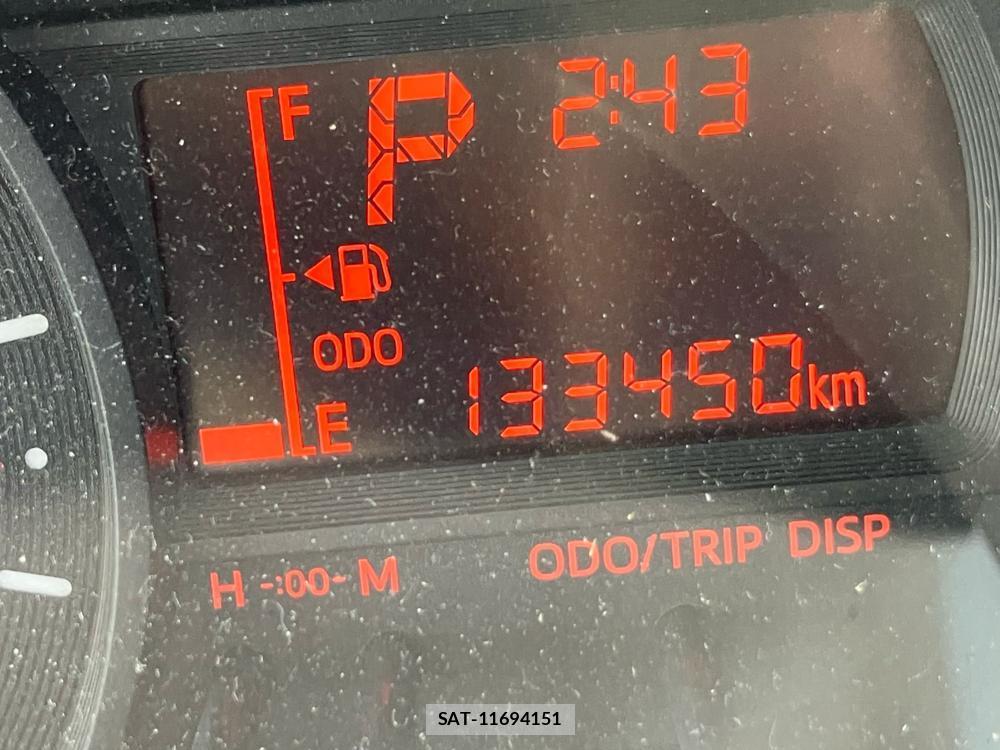 F
P
2:43
ODO
133450km
E
H -:00- M
ODO/TRIP DISP
SAT-11694151